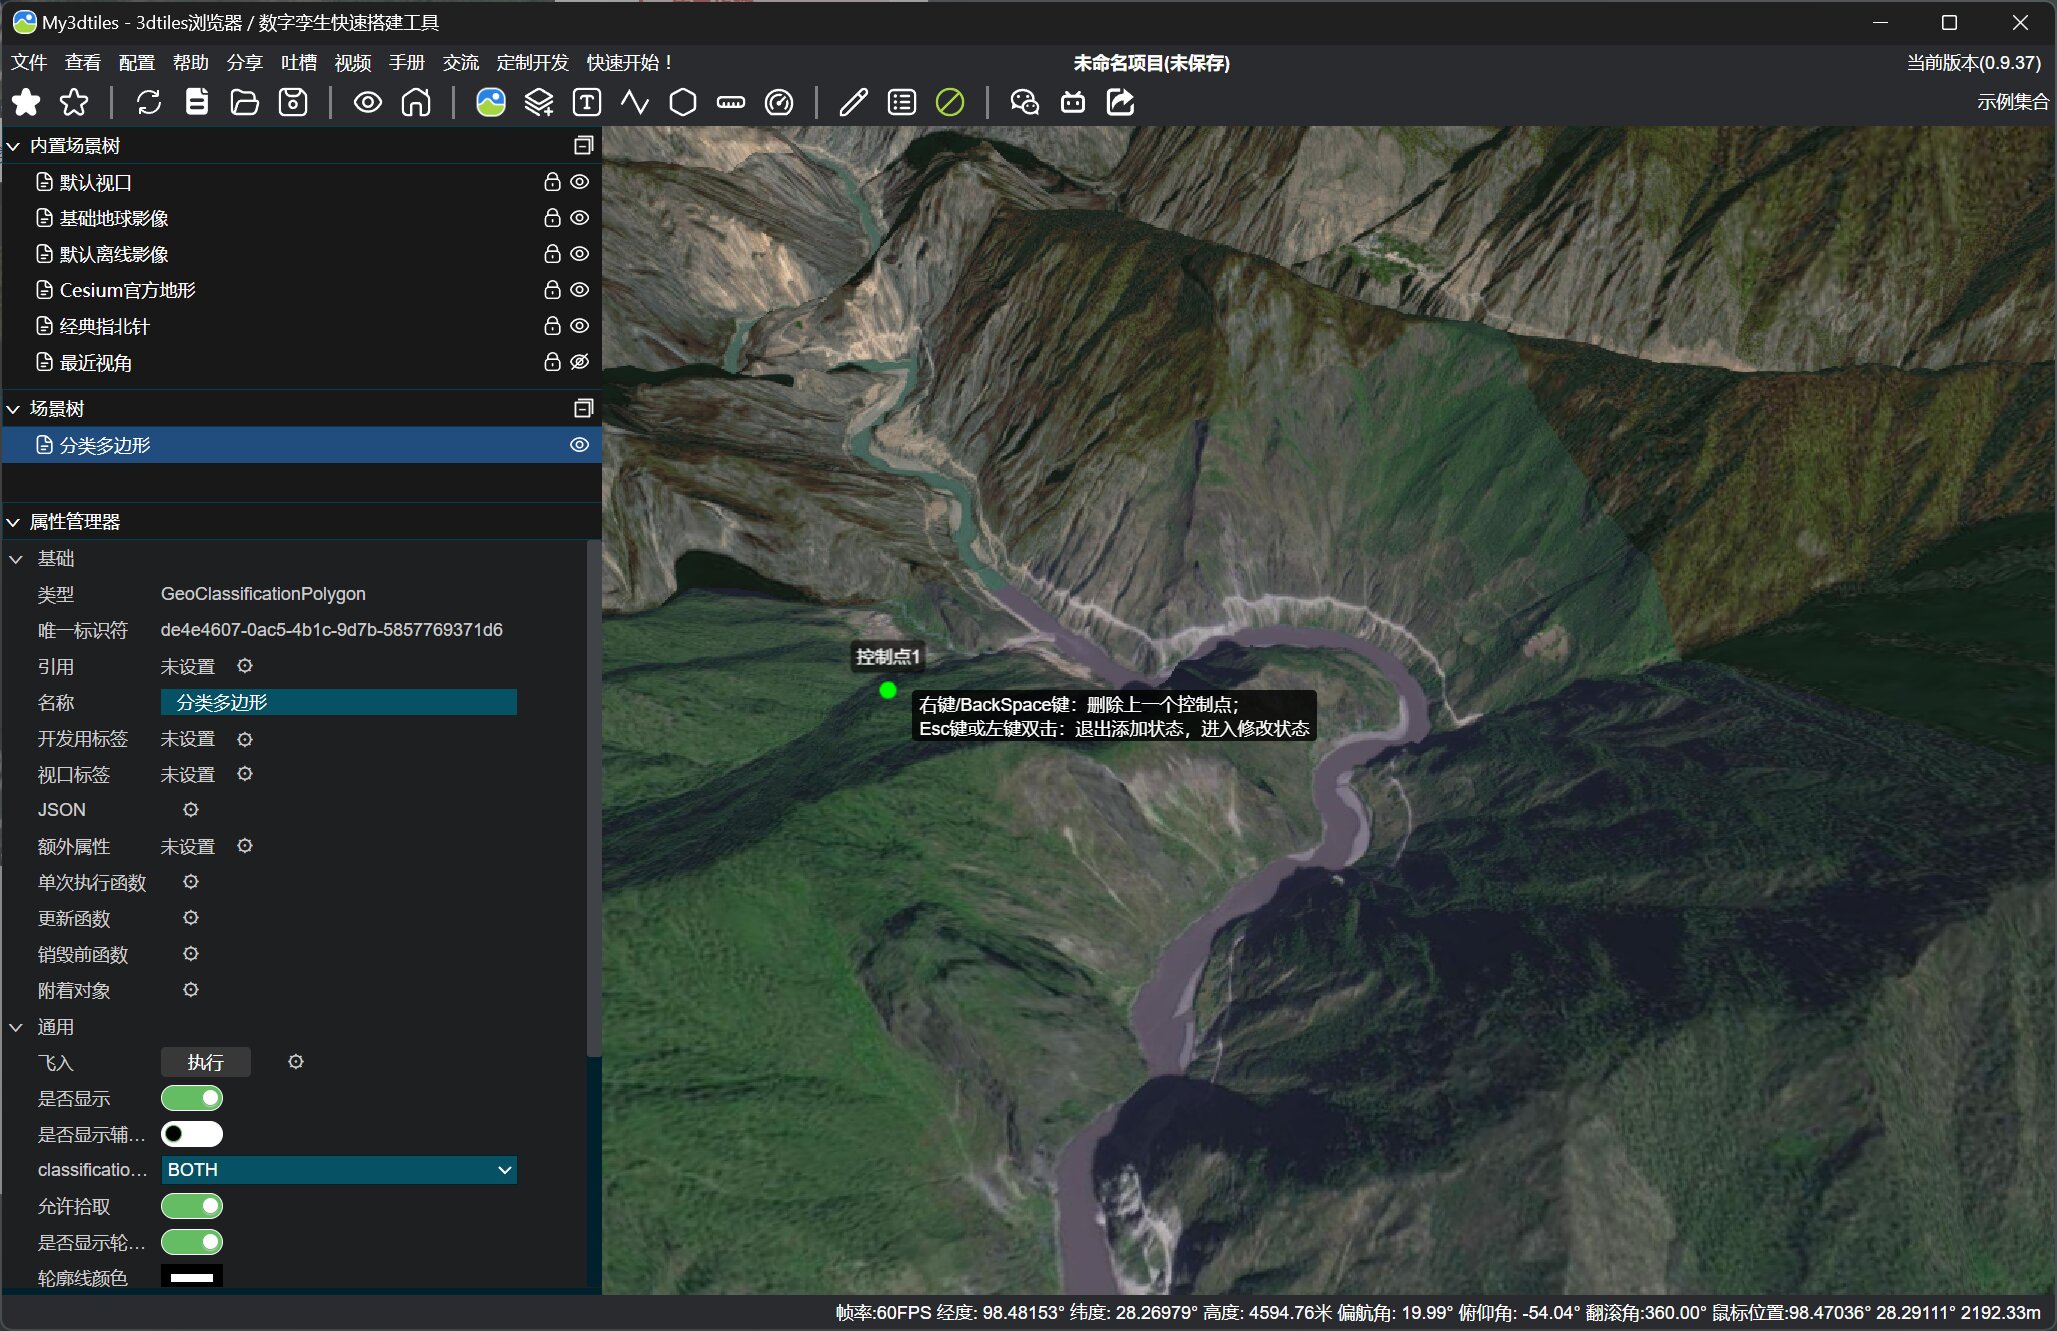 My3dtiles - 3dtiles浏览器 / 数字孪生快速搭建工具
文件 查看 配置 帮助 分享 吐槽 视频 手册 交流 定制开发 快速开始！
未命名项目(未保存)
当前版本(0.9.37)
示例集合
内置场景树
默认视口
基础地球影像
默认离线影像
Cesium官方地形
经典指北针
最近视角
场景树
分类多边形
属性管理器
基础
类型 GeoClassificationPolygon
唯一标识符 de4e4607-0ac5-4b1c-9d7b-5857769371d6
引用 未设置
名称 分类多边形
开发用标签 未设置
视口标签 未设置
JSON
额外属性 未设置
单次执行函数
更新函数
销毁前函数
附着对象
通用
飞入 执行
是否显示
是否显示辅...
classificatio... BOTH
允许拾取
是否显示轮...
轮廓线颜色
控制点1
右键/BackSpace键：删除上一个控制点；
Esc键或左键双击：退出添加状态，进入修改状态
帧率:60FPS 经度: 98.48153° 纬度: 28.26979° 高度: 4594.76米 偏航角: 19.99° 俯仰角: -54.04° 翻滚角:360.00° 鼠标位置:98.47036° 28.29111° 2192.33m